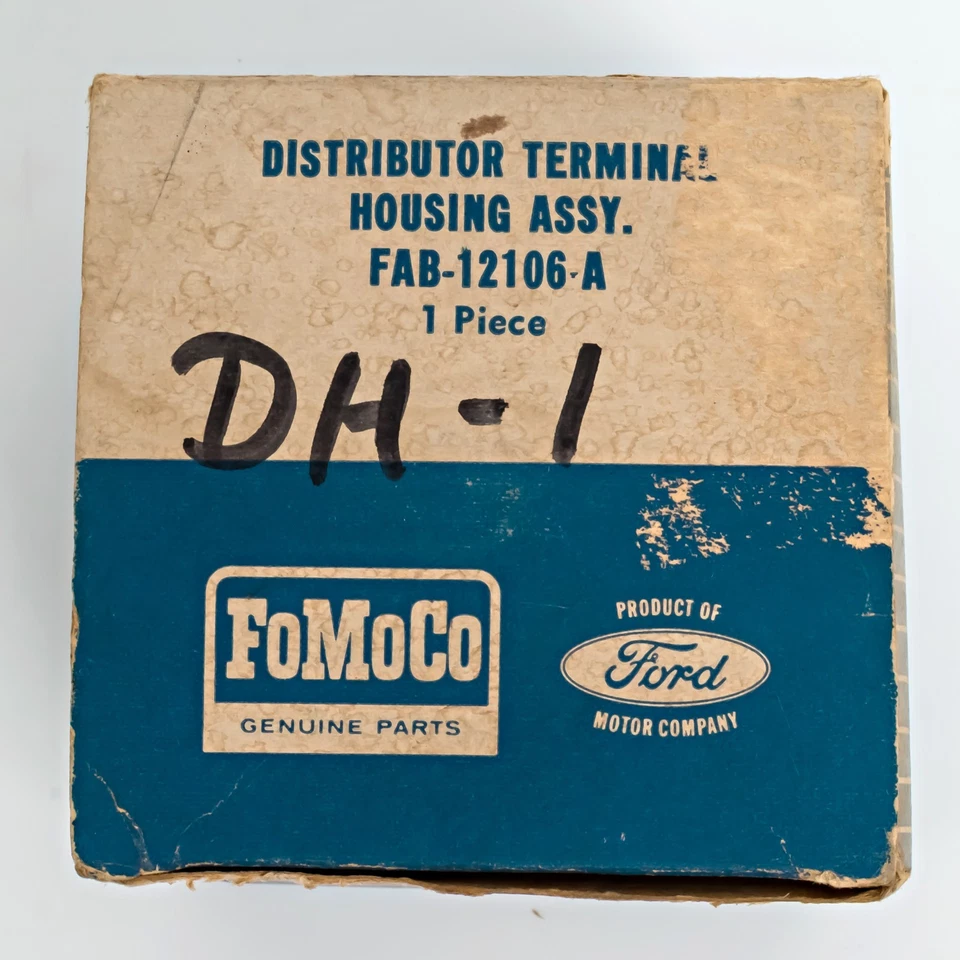 DISTRIBUTOR TERMINAL
HOUSING ASSY.
FAB-12106-A
1 Piece
DH-1
FoMoCo
GENUINE PARTS
PRODUCT OF
Ford
MOTOR COMPANY